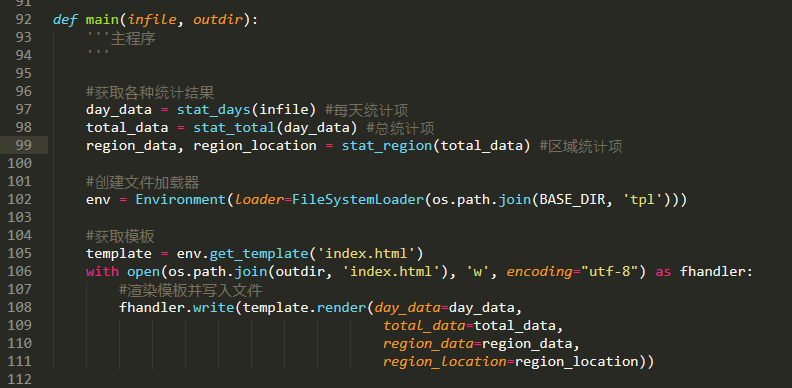 91
92 def main(infile, outdir):
93     '''主程序
94     '''
95
96     #获取各种统计结果
97     day_data = stat_days(infile) #每天统计项
98     total_data = stat_total(day_data) #总统计项
99     region_data, region_location = stat_region(total_data) #区域统计项
100
101     #创建文件加载器
102     env = Environment(loader=FileSystemLoader(os.path.join(BASE_DIR, 'tpl')))
103
104     #获取模板
105     template = env.get_template('index.html')
106     with open(os.path.join(outdir, 'index.html'), 'w', encoding="utf-8") as fhandler:
107         #渲染模板并写入文件
108         fhandler.write(template.render(day_data=day_data,
109                                         total_data=total_data,
110                                         region_data=region_data,
111                                         region_location=region_location))
112